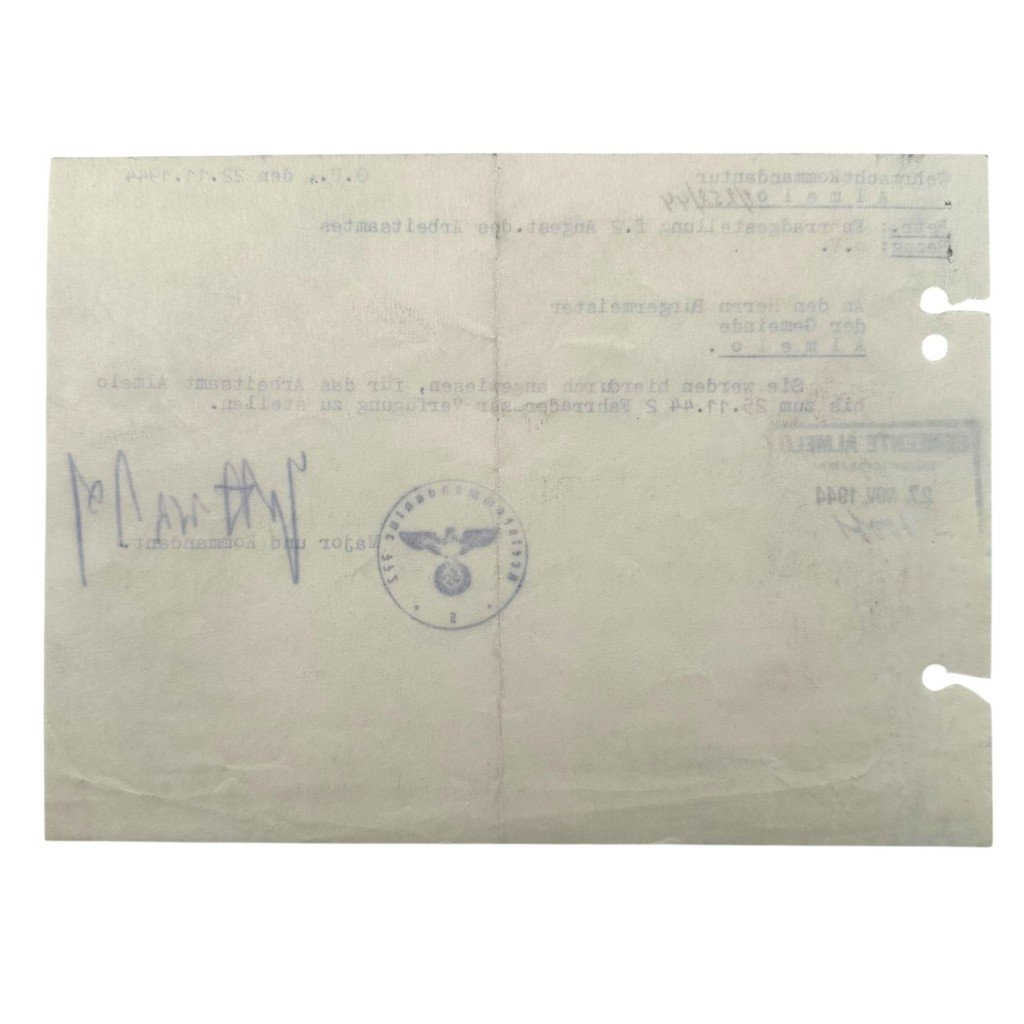 Wehrmachtkommandantur O.U., den 22.11.1944
A l m e l o
Betr.: Fahrradgestellung f.2 Angest.des Arbeitsamtes
Bezug: o.V.
An den Herrn Bürgermeister
der Gemeinde
A l m e l o .
Sie werden hierdurch angewiesen, für das Arbeitsamt Almelo
bis zum 25.11.44 2 Fahrräder zur Verfügung zu stellen.
GEMEENTE ALMELO
27. NOV. 1944
Major und Kommandant.